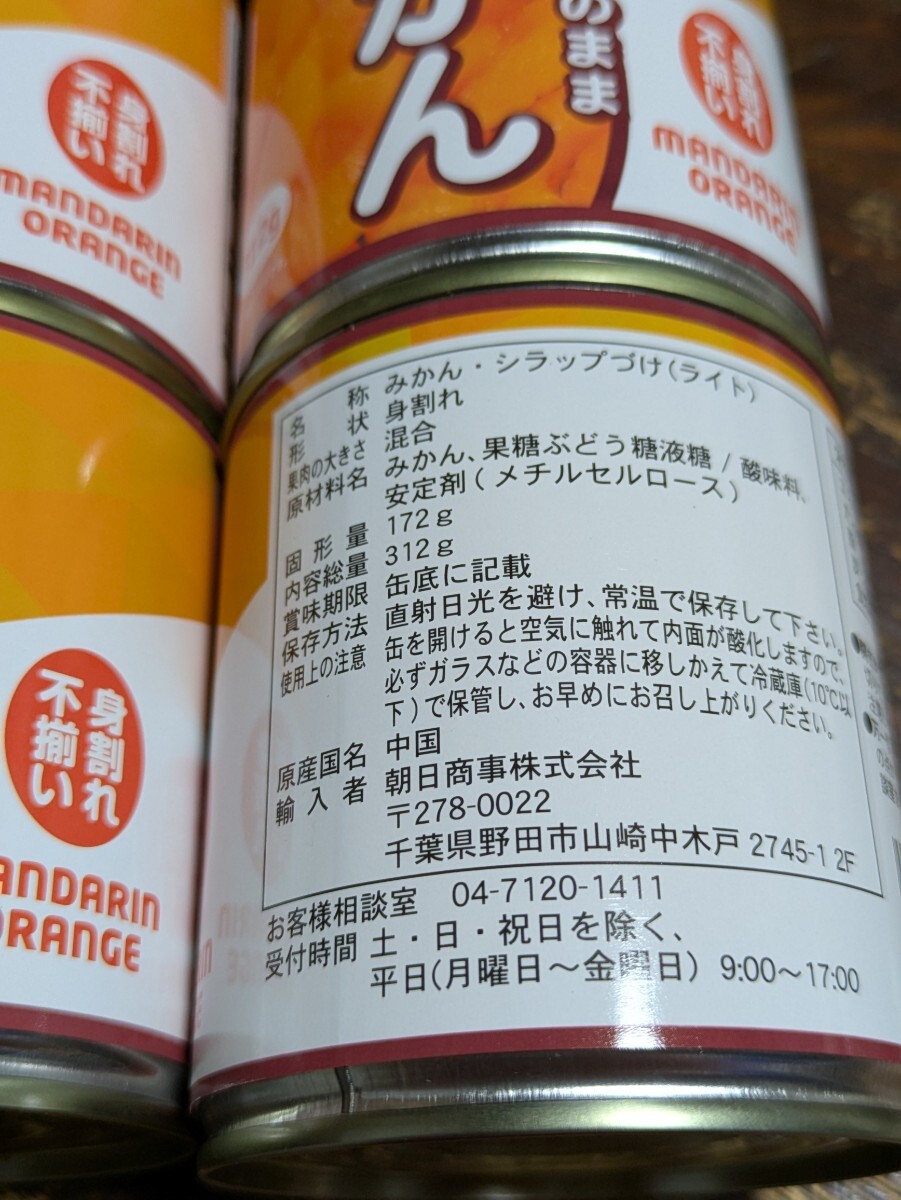 身割れ
不揃い
MANDARIN
ORANGE
かん
のまま
身割れ
不揃い
MANDARIN
ORANGE
身割れ
不揃い
MANDARIN
ORANGE
名称 みかん・シラップづけ(ライト)
形状 身割れ
果肉の大きさ 混合
原材料名 みかん、果糖ぶどう糖液糖 / 酸味料、
安定剤(メチルセルロース)
固形量 172g
内容総量 312g
賞味期限 缶底に記載
保存方法 直射日光を避け、常温で保存して下さい。
使用上の注意 缶を開けると空気に触れて内面が酸化しますので、
必ずガラスなどの容器に移しかえて冷蔵庫(10℃以
下)で保管し、お早めにお召し上がりください。
原産国名 中国
輸入者 朝日商事株式会社
〒278-0022
千葉県野田市山崎中木戸 2745-1 2F
お客様相談室 04-7120-1411
受付時間 土・日・祝日を除く、
平日(月曜日～金曜日) 9:00～17:00